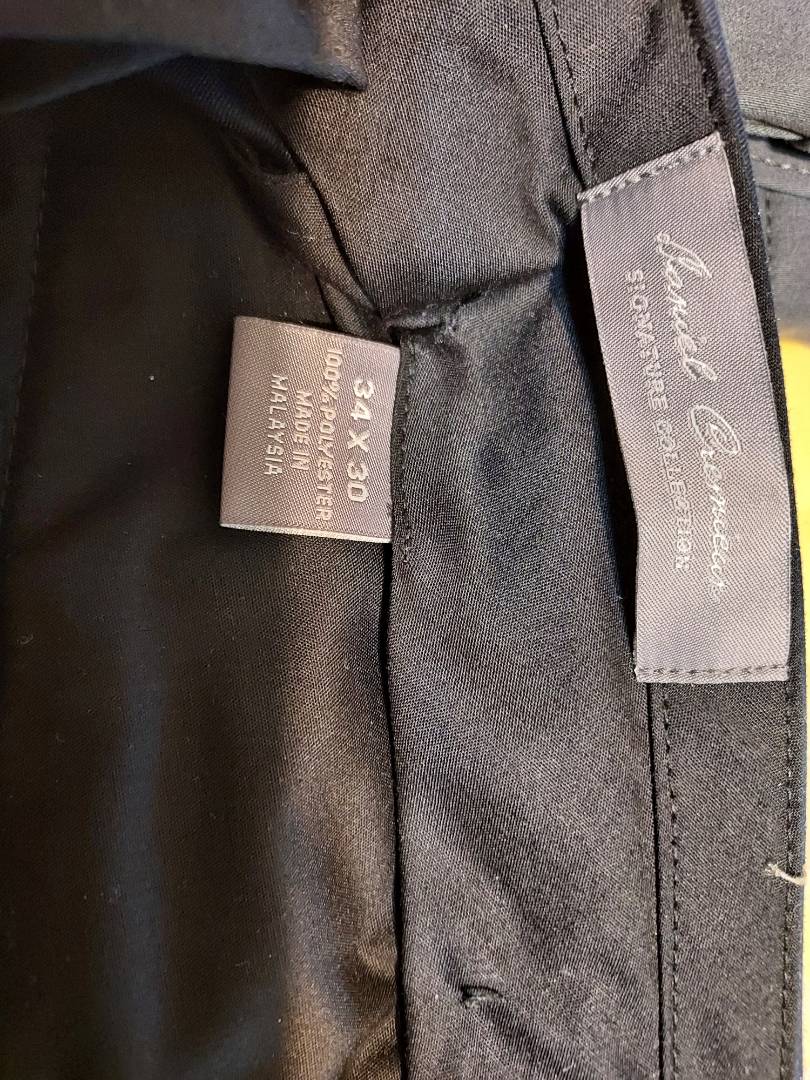 34 X 30
100% POLYESTER
MADE IN
MALAYSIA
Daniel Cremieux
SIGNATURE COLLECTION